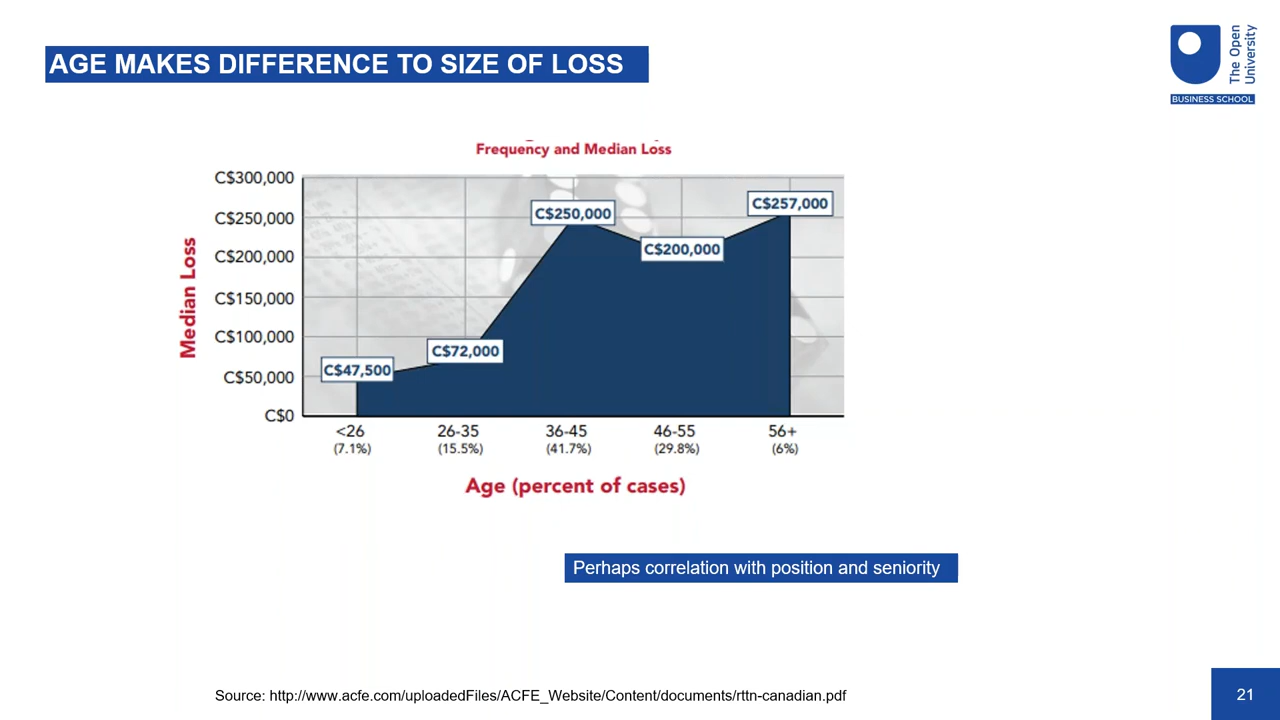 AGE MAKES DIFFERENCE TO SIZE OF LOSS
The Open
University
BUSINESS SCHOOL
Frequency and Median Loss
Median Loss
C$300,000
C$250,000
C$200,000
C$150,000
C$100,000
C$50,000
C$0
C$47,500
C$72,000
C$250,000
C$200,000
C$257,000
<26
(7.1%)
26-35
(15.5%)
36-45
(41.7%)
46-55
(29.8%)
56+
(6%)
Age (percent of cases)
Perhaps correlation with position and seniority
Source: http://www.acfe.com/uploadedFiles/ACFE_Website/Content/documents/rttn-canadian.pdf
21